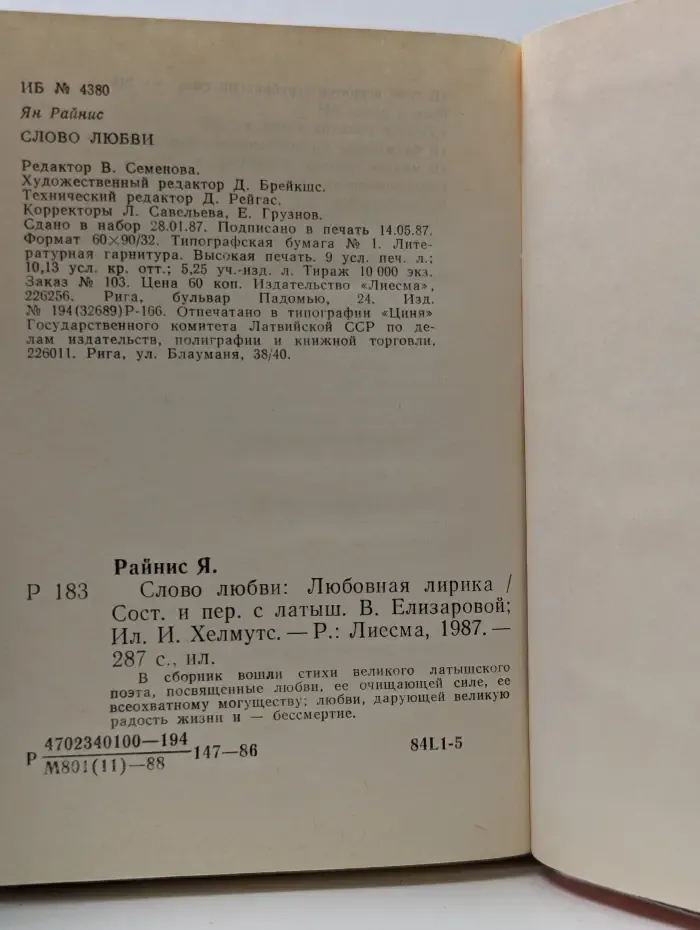 ИБ № 4380
Ян Райнис
СЛОВО ЛЮБВИ
Редактор В. Семенова.
Художественный редактор Д. Брейкшс.
Технический редактор Д. Рейгас.
Корректоры Л. Савельева, Е. Грузнов.
Сдано в набор 28.01.87. Подписано в печать 14.05.87.
Формат 60×90/32. Типографская бумага № 1. Лите-
ратурная гарнитура. Высокая печать. 9 усл. печ. л.;
10,13 усл. кр. отт.; 5,25 уч.-изд. л. Тираж 10 000 экз.
Заказ № 103. Цена 60 коп. Издательство «Лиесма»,
226256. Рига, бульвар Падомью, 24. Изд.
№ 194(32689)Р-166. Отпечатано в типографии «Циня»
Государственного комитета Латвийской ССР по де-
лам издательств, полиграфии и книжной торговли,
226011. Рига, ул. Блауманя, 38/40.
Райнис Я.
Р 183 Слово любви: Любовная лирика /
Сост. и пер. с латыш. В. Елизаровой;
Ил. И. Хелмутс. — Р.: Лиесма, 1987. —
287 с., ил.
В сборник вошли стихи великого латышского
поэта, посвященные любви, ее очищающей силе, ее
всеохватному могуществу; любви, дарующей великую
радость жизни и — бессмертие.
Р 4702340100—194 147—86 84L1-5
М801(11)—88